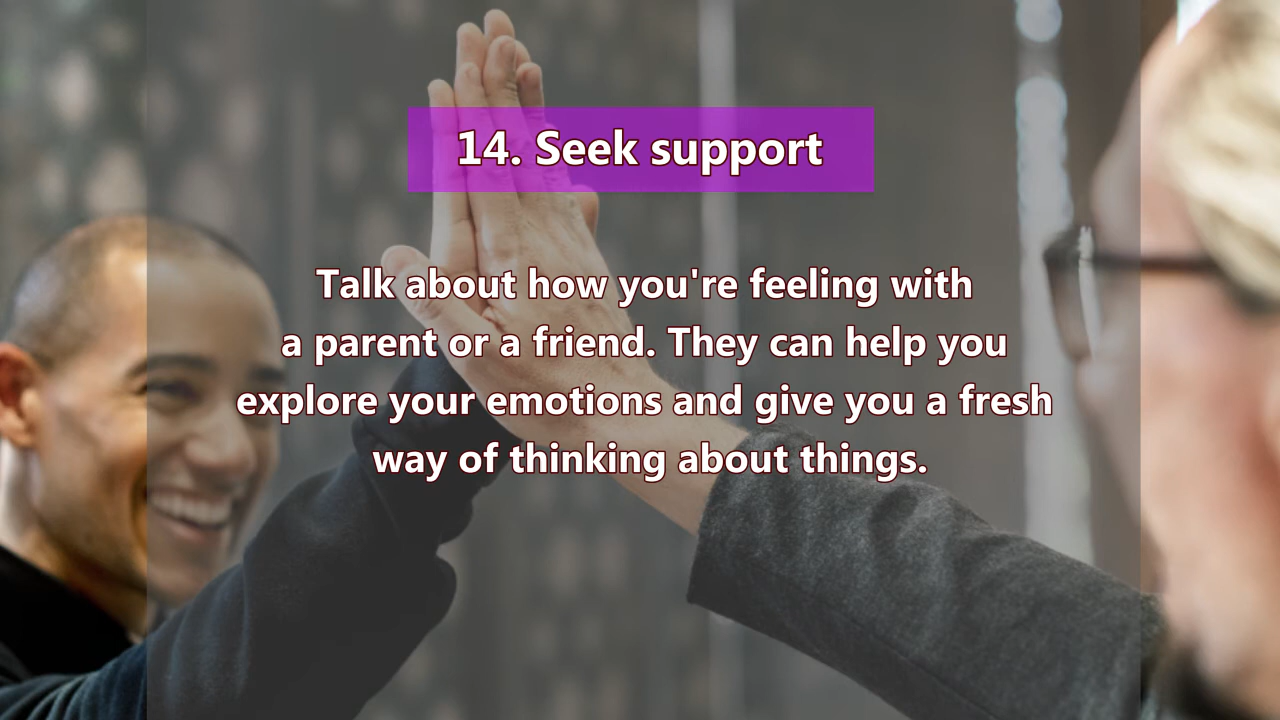 14. Seek support
Talk about how you're feeling with
a parent or a friend. They can help you
explore your emotions and give you a fresh
way of thinking about things.